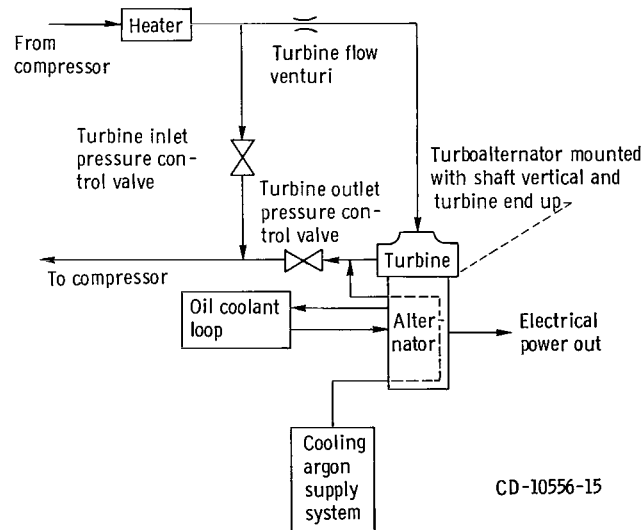 Heater
From
compressor
Turbine flow
venturi
Turbine inlet
pressure con-
trol valve
Turboalternator mounted
with shaft vertical and
turbine end up
Turbine outlet
pressure con-
trol valve
Turbine
To compressor
Oil coolant
loop
Alter-
nator
Electrical
power out
Cooling
argon
supply
system
CD-10556-15